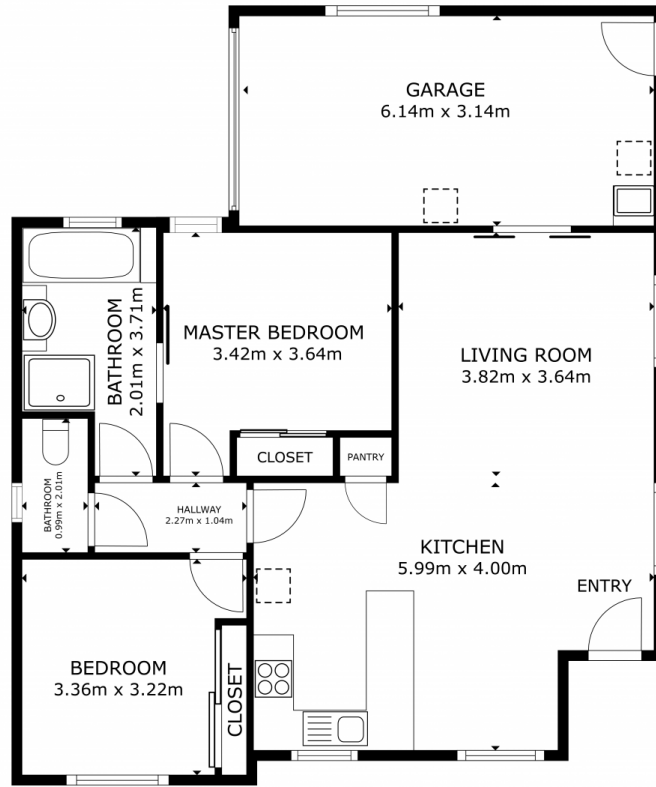 GARAGE
6.14m x 3.14m
BATHROOM
2.01m x 3.71m
MASTER BEDROOM
3.42m x 3.64m
LIVING ROOM
3.82m x 3.64m
CLOSET
PANTRY
BATHROOM
0.99m x 2.01m
HALLWAY
2.27m x 1.04m
KITCHEN
5.99m x 4.00m
ENTRY
BEDROOM
3.36m x 3.22m
CLOSET